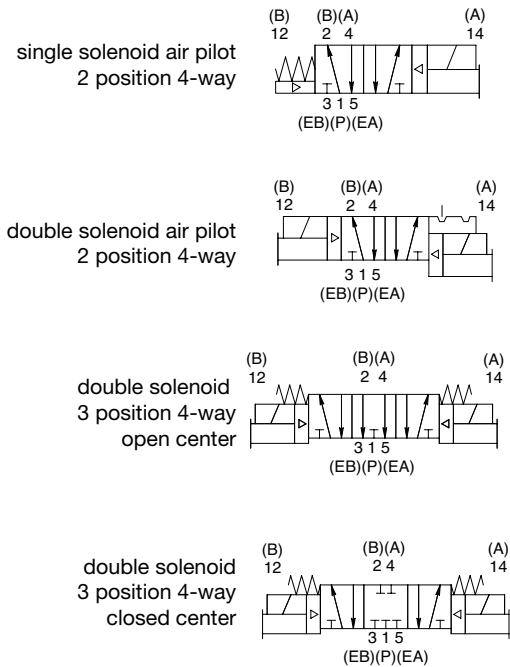 (B) (B)(A) (A)
12 2 4 14
single solenoid air pilot
2 position 4-way
3 1 5
(EB)(P)(EA)
(B) (B)(A) (A)
12 2 4 14
double solenoid air pilot
2 position 4-way
3 1 5
(EB)(P)(EA)
(B) (B)(A) (A)
12 2 4 14
double solenoid
3 position 4-way
open center
3 1 5
(EB)(P)(EA)
(B) (B)(A) (A)
12 2 4 14
double solenoid
3 position 4-way
closed center
3 1 5
(EB)(P)(EA)